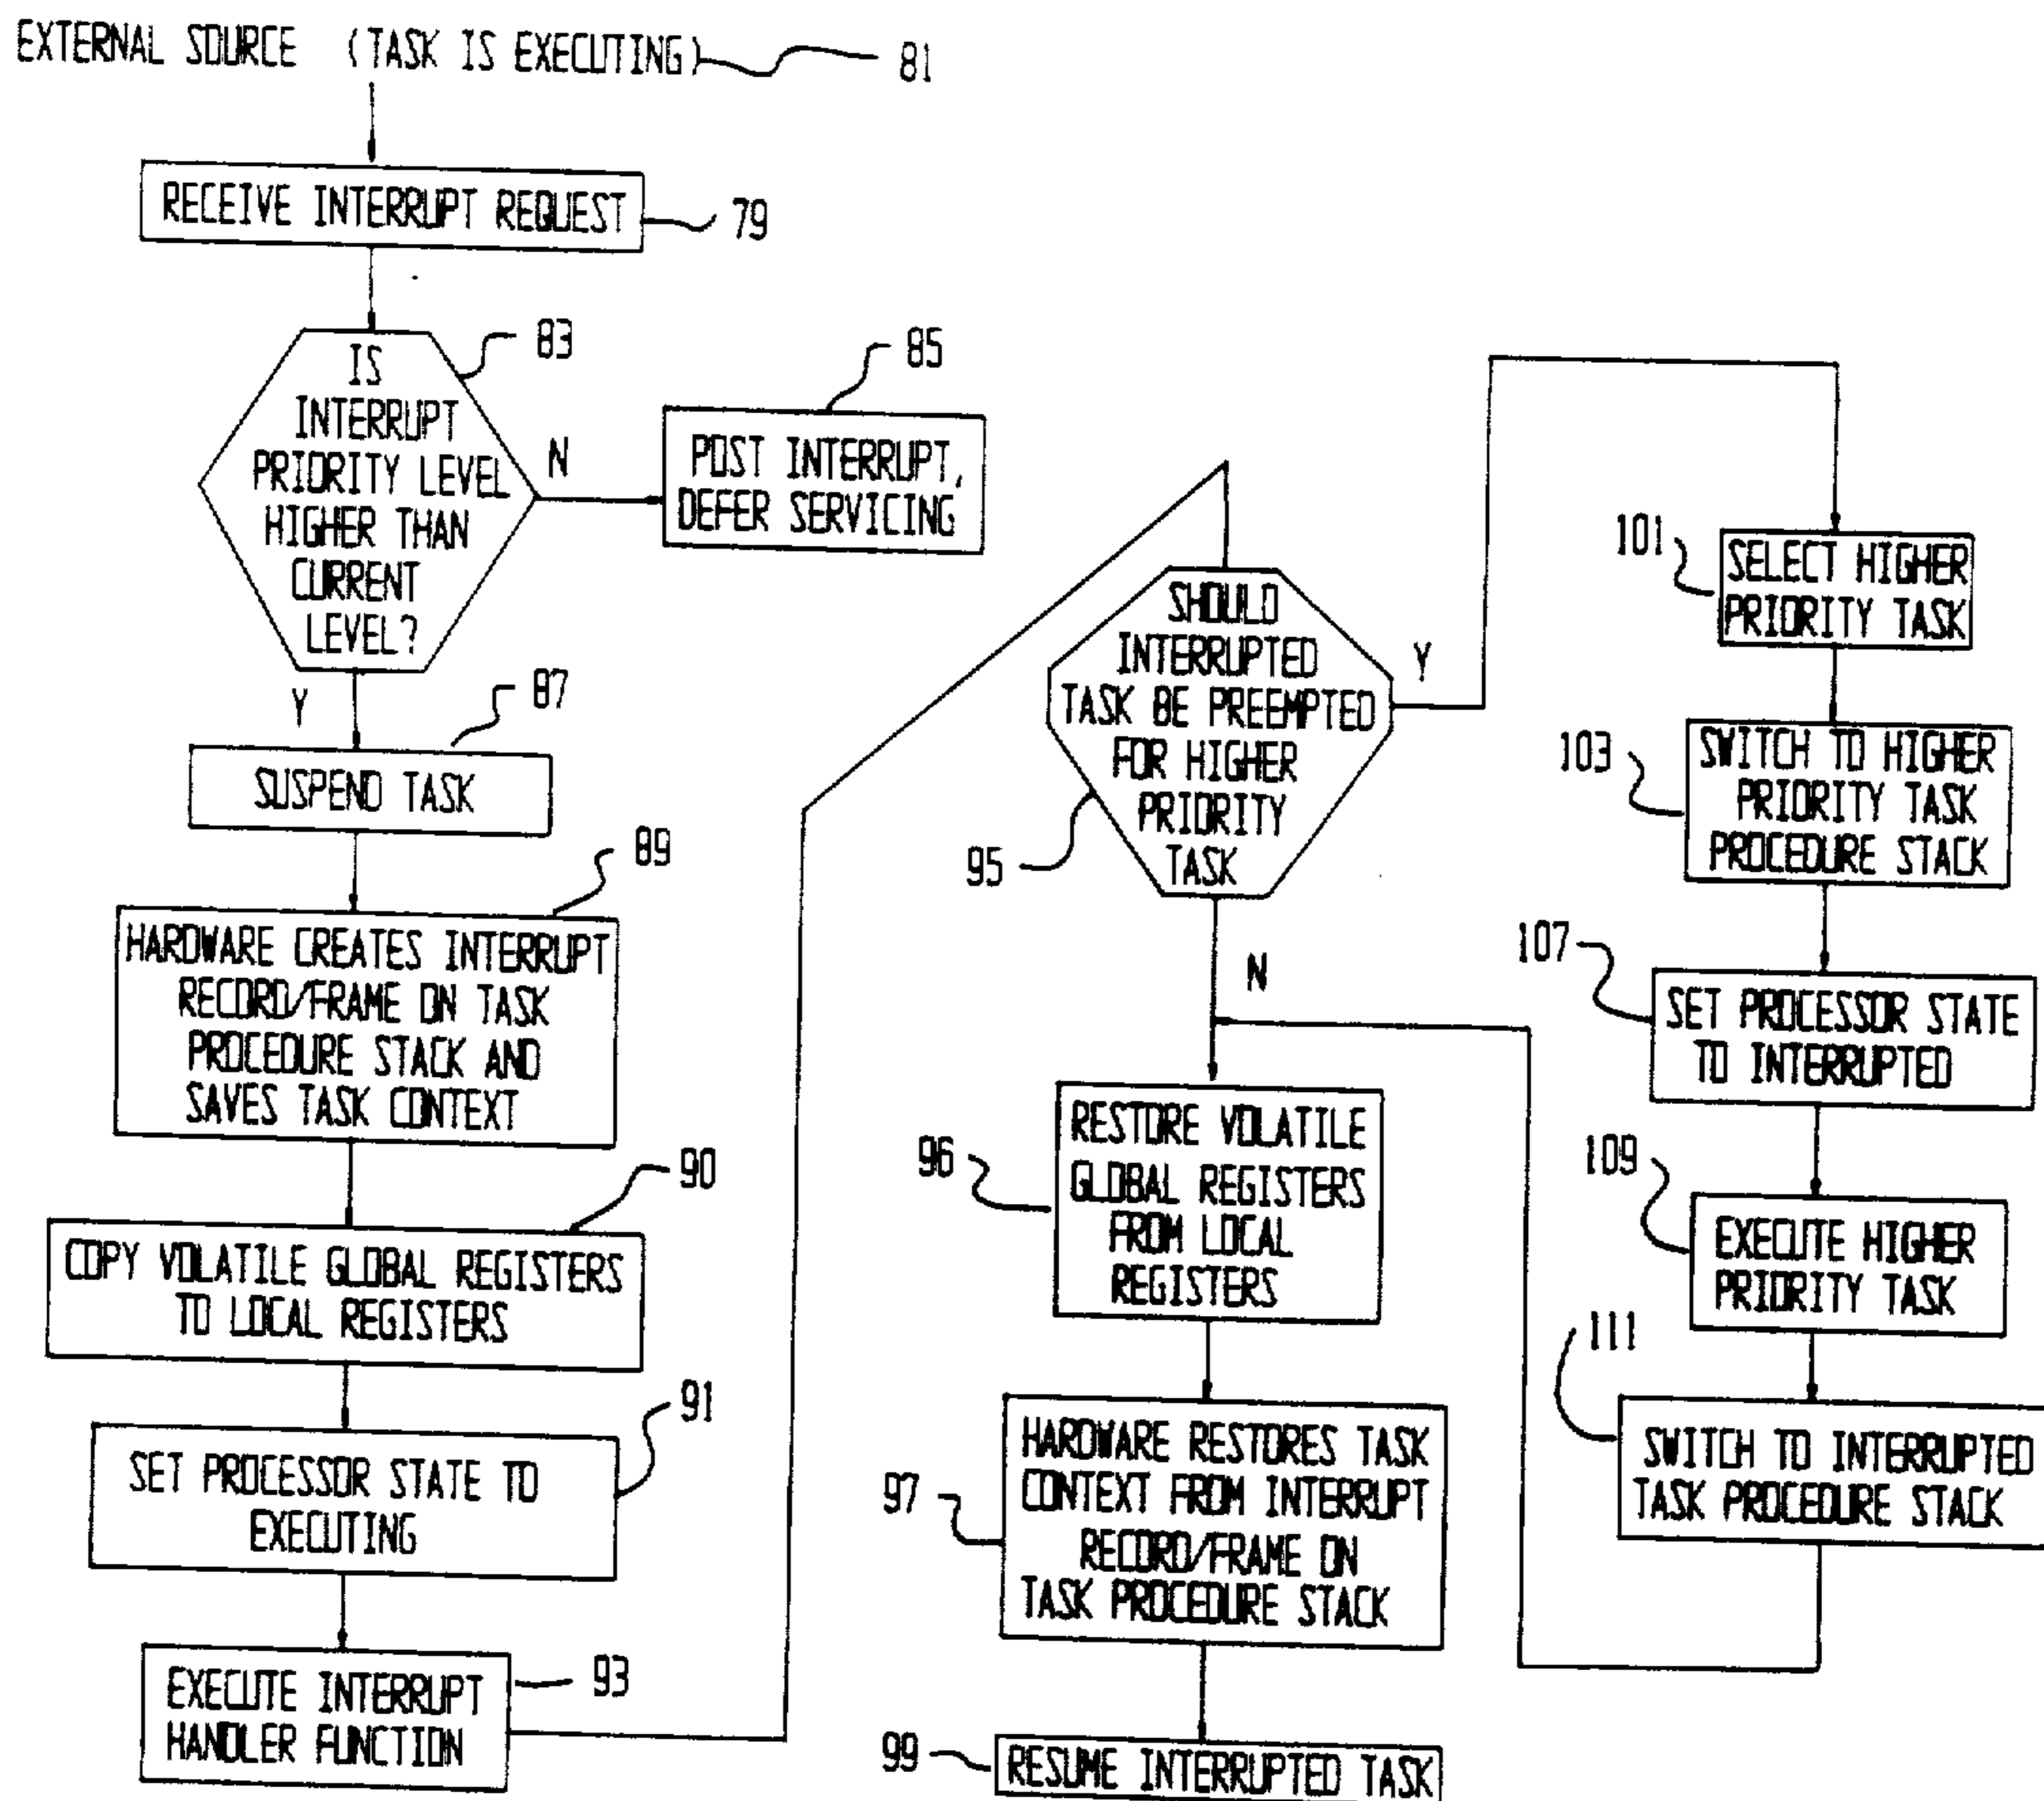 EXTERNAL SOURCE (TASK IS EXECUTING)
81
RECEIVE INTERRUPT REQUEST
79
IS
INTERRUPT
PRIORITY LEVEL
HIGHER THAN
CURRENT
LEVEL?
83
N
85
POST INTERRUPT,
DEFER SERVICING
Y
87
SUSPEND TASK
89
HARDWARE CREATES INTERRUPT
RECORD/FRAME ON TASK
PROCEDURE STACK AND
SAVES TASK CONTEXT
90
COPY VOLATILE GLOBAL REGISTERS
TO LOCAL REGISTERS
91
SET PROCESSOR STATE TO
EXECUTING
93
EXECUTE INTERRUPT
HANDLER FUNCTION
SHOULD
INTERRUPTED
TASK BE PREEMPTED
FOR HIGHER
PRIORITY
TASK
95
Y
N
96
RESTORE VOLATILE
GLOBAL REGISTERS
FROM LOCAL
REGISTERS
97
HARDWARE RESTORES TASK
CONTEXT FROM INTERRUPT
RECORD/FRAME ON
TASK PROCEDURE STACK
99
RESUME INTERRUPTED TASK
101
SELECT HIGHER
PRIORITY TASK
103
SWITCH TO HIGHER
PRIORITY TASK
PROCEDURE STACK
107
SET PROCESSOR STATE
TO INTERRUPTED
109
EXECUTE HIGHER
PRIORITY TASK
111
SWITCH TO INTERRUPTED
TASK PROCEDURE STACK